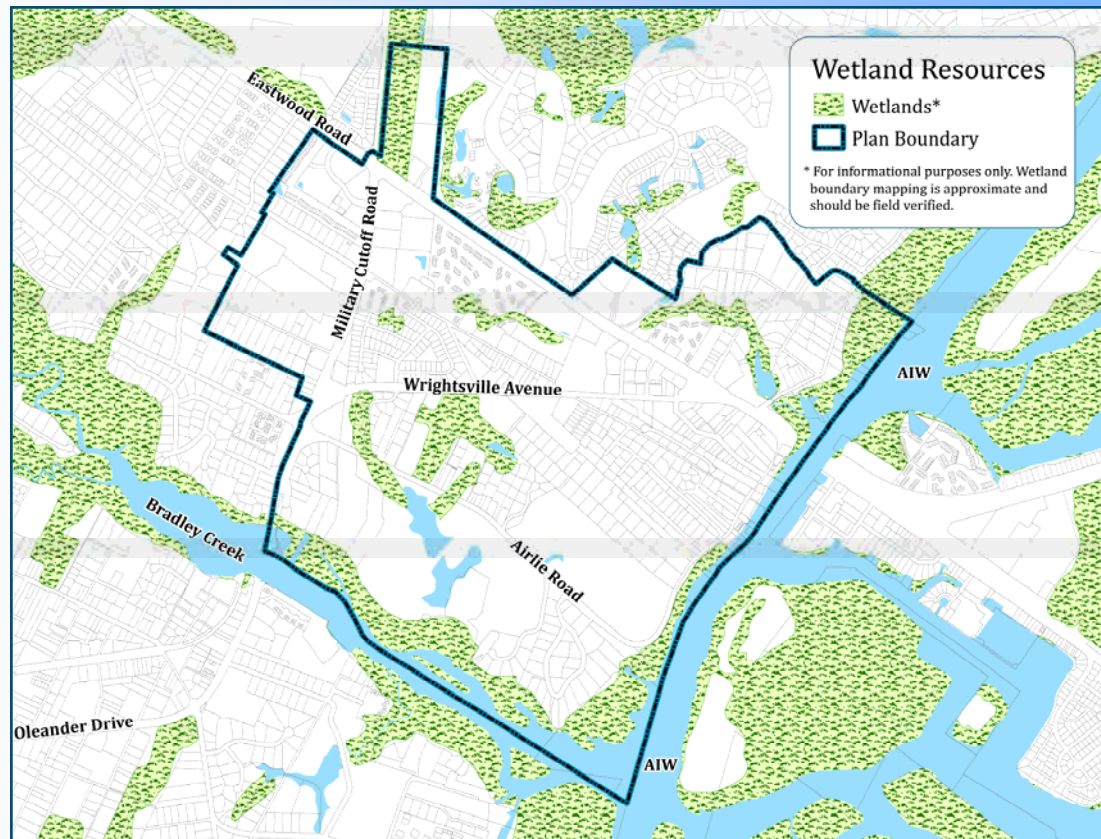 Wetland Resources
Wetlands*
Plan Boundary
* For informational purposes only. Wetland
boundary mapping is approximate and
should be field verified.
Eastwood Road
Military Cutoff Road
Wrightsville Avenue
AIW
Bradley Creek
Airlie Road
Oleander Drive
AIW